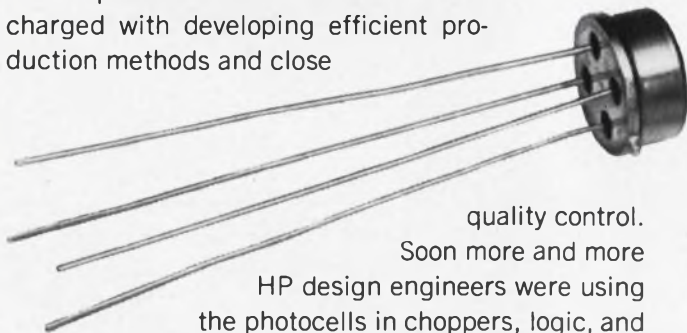 charged with developing efficient pro-
duction methods and close
quality control.
Soon more and more
HP design engineers were using
the photocells in choppers, logic, and